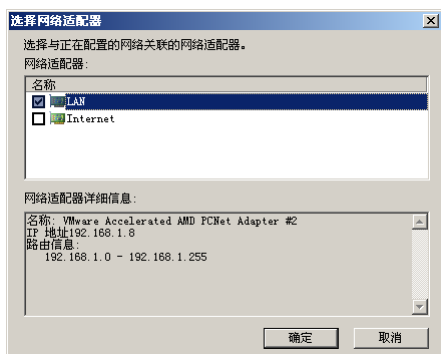 选择网络适配器
选择与正在配置的网络关联的网络适配器。
网络适配器:
名称
LAN
Internet
网络适配器详细信息:
名称: VMware Accelerated AMD PCNet Adapter #2
IP 地址192.168.1.8
路由信息:
192.168.1.0 - 192.168.1.255
确定
取消